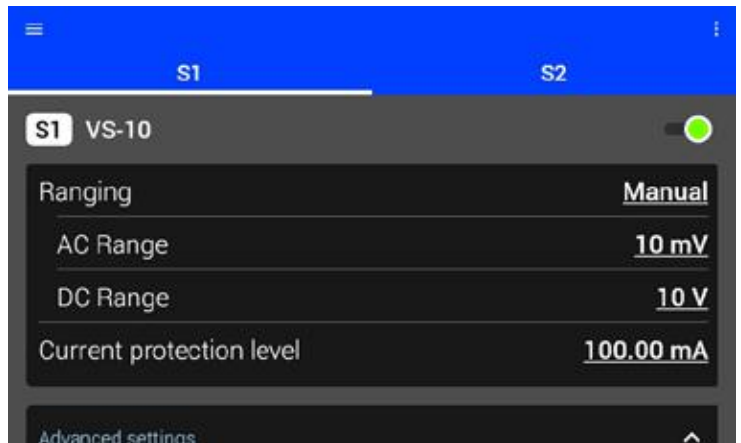 S1 S2
S1 VS-10
Ranging Manual
AC Range 10 mV
DC Range 10 V
Current protection level 100.00 mA
Advanced settings